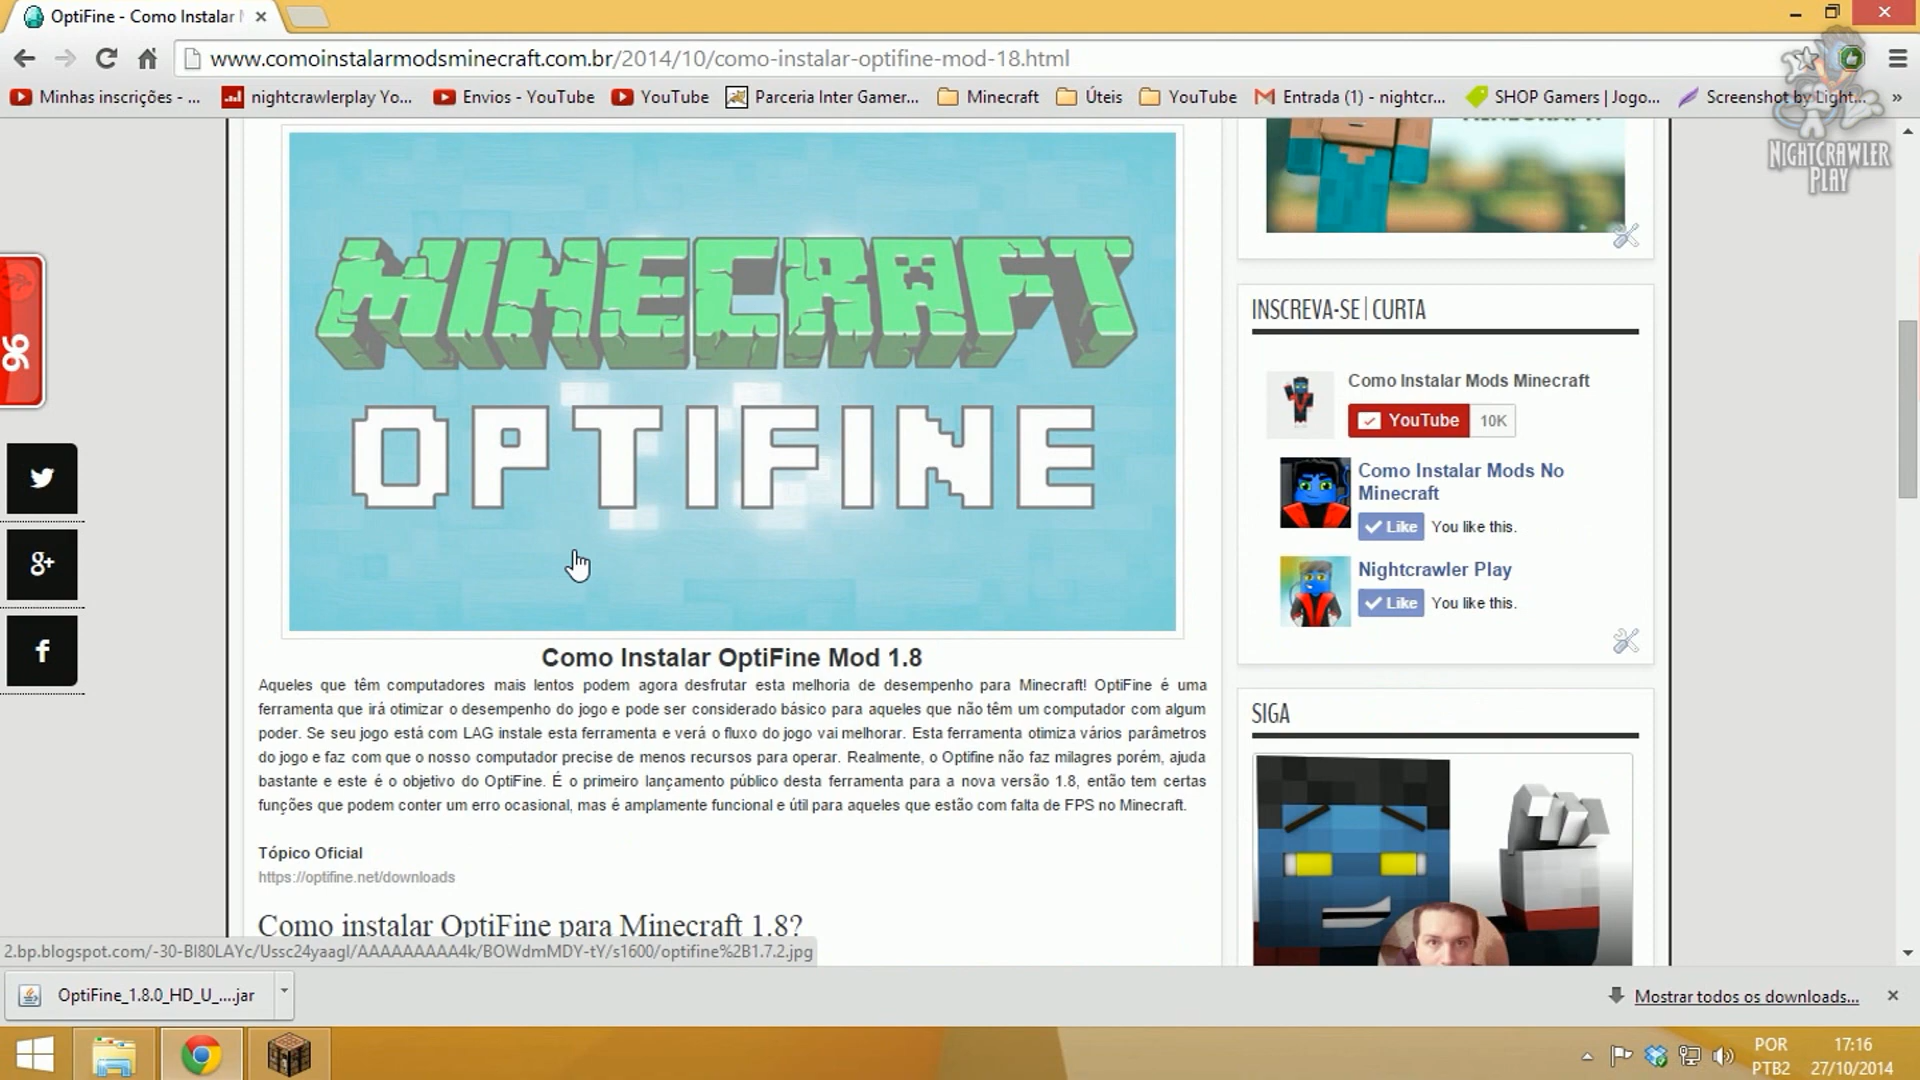 OptiFine - Como Instalar
www.comoinstalarmodsminecraft.com.br/2014/10/como-instalar-optifine-mod-18.html
Minhas inscrições - ...
nightcrawlerplay Yo...
Envios - YouTube
YouTube
Parceria Inter Gamer...
Minecraft
Úteis
YouTube
Entrada (1) - nightcr...
SHOP Gamers | Jogo...
Screenshot by Light...
»
NIGHTCRAWLER
PLAY
MINECRAFT
OPTIFINE
Como Instalar OptiFine Mod 1.8
Aqueles que têm computadores mais lentos podem agora desfrutar esta melhoria de desempenho para Minecraft! OptiFine é uma
ferramenta que irá otimizar o desempenho do jogo e pode ser considerado básico para aqueles que não têm um computador com algum
poder. Se seu jogo está com LAG instale esta ferramenta e verá o fluxo do jogo vai melhorar. Esta ferramenta otimiza vários parâmetros
do jogo e faz com que o nosso computador precise de menos recursos para operar. Realmente, o Optifine não faz milagres porém, ajuda
bastante e este é o objetivo do OptiFine. É o primeiro lançamento público desta ferramenta para a nova versão 1.8, então tem certas
funções que podem conter um erro ocasional, mas é amplamente funcional e útil para aqueles que estão com falta de FPS no Minecraft.
Tópico Oficial
https://optifine.net/downloads
Como instalar OptiFine para Minecraft 1.8?
INSCREVA-SE | CURTA
Como Instalar Mods Minecraft
YouTube 10K
Como Instalar Mods No
Minecraft
Like You like this.
Nightcrawler Play
Like You like this.
SIGA
96
g+
f
2.bp.blogspot.com/-30-BI80LAYc/Ussc24yaagI/AAAAAAAAA4k/BOWdmMDY-tY/s1600/optifine%2B1.7.2.jpg
OptiFine_1.8.0_HD_U_....jar
Mostrar todos os downloads...
POR
PTB2
17:16
27/10/2014